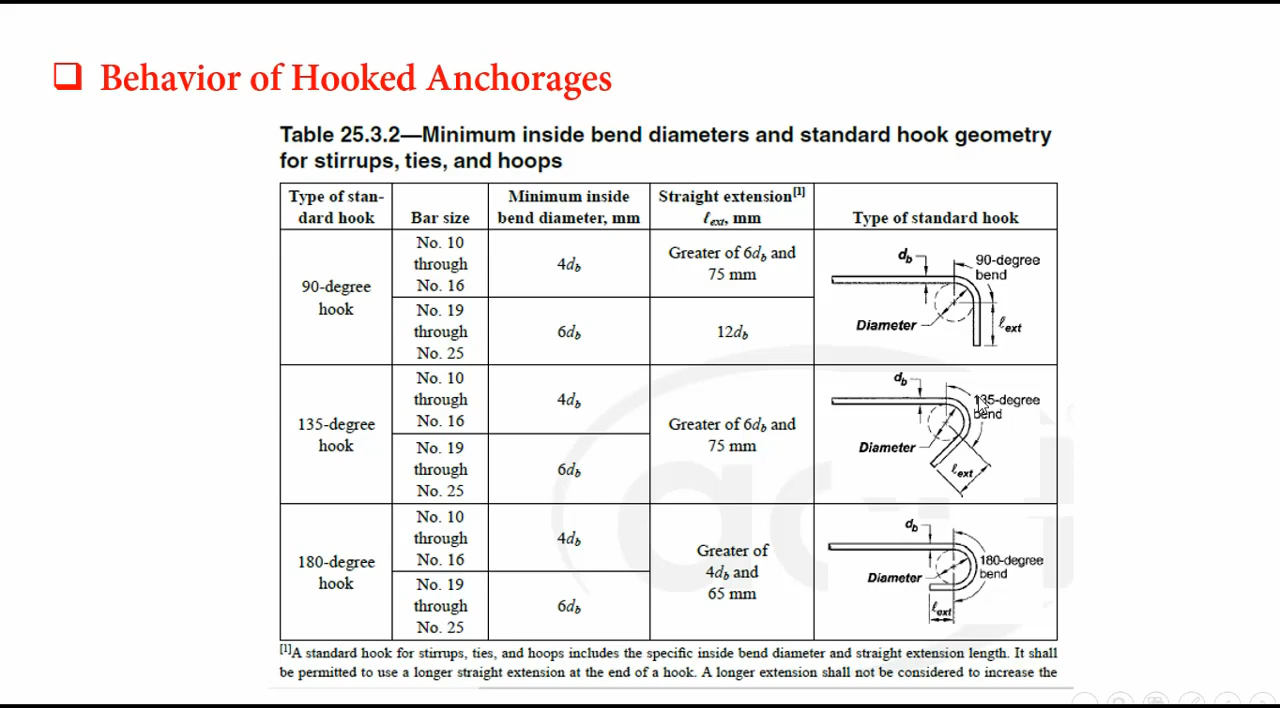 Behavior of Hooked Anchorages
Table 25.3.2—Minimum inside bend diameters and standard hook geometry
for stirrups, ties, and hoops
Type of stan-
dard hook
Bar size
Minimum inside
bend diameter, mm
Straight extension[1]
ℓext, mm
Type of standard hook
90-degree
hook
No. 10
through
No. 16
4db
Greater of 6db and
75 mm
No. 19
through
No. 25
6db
12db
db
90-degree
bend
Diameter
ℓext
135-degree
hook
No. 10
through
No. 16
4db
No. 19
through
No. 25
6db
Greater of 6db and
75 mm
db
135-degree
bend
Diameter
ℓext
180-degree
hook
No. 10
through
No. 16
4db
No. 19
through
No. 25
6db
Greater of
4db and
65 mm
db
180-degree
bend
Diameter
ℓext
[1]A standard hook for stirrups, ties, and hoops includes the specific inside bend diameter and straight extension length. It shall
be permitted to use a longer straight extension at the end of a hook. A longer extension shall not be considered to increase the